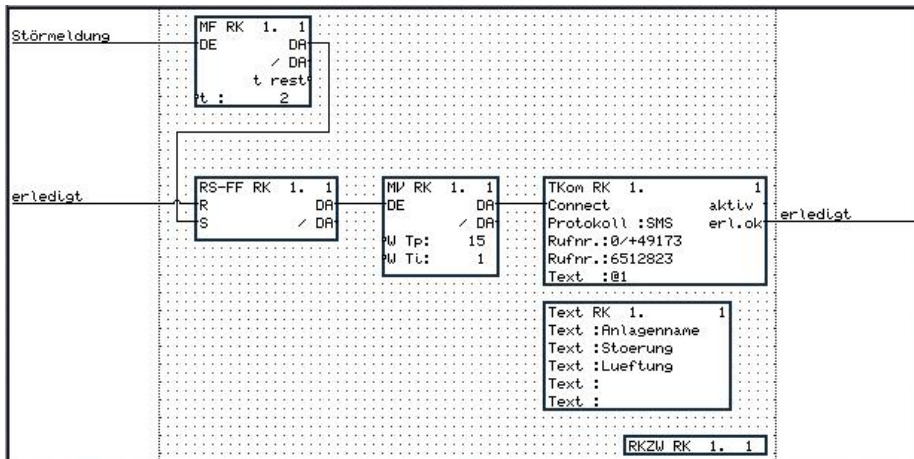 Störmeldung
MF RK 1. 1
DE DA
/ DA
t rest
t : 2
erledigt
RS-FF RK 1. 1
R DA
S / DA
MV RK 1. 1
DE DA
/ DA
W Tp: 15
W Ti: 1
TKom RK 1. 1
Connect aktiv
Protokoll :SMS erl.ok
Rufnr.:0/+49173
Rufnr.:6512823
Text :@1
erledigt
Text RK 1. 1
Text :Anlagenname
Text :Stoerung
Text :Lueftung
Text :
Text :
RKZW RK 1. 1